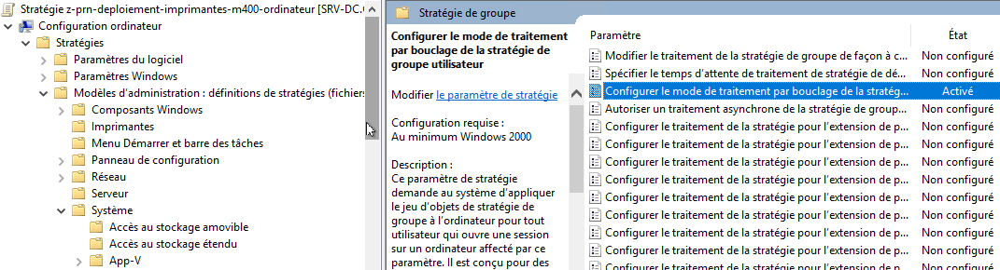 Stratégie z-prn-deploiement-imprimantes-m400-ordinateur [SRV-DC.
Configuration ordinateur
Stratégies
Paramètres du logiciel
Paramètres Windows
Modèles d'administration : définitions de stratégies (fichiers
Composants Windows
Imprimantes
Menu Démarrer et barre des tâches
Panneau de configuration
Réseau
Serveur
Système
Accès au stockage amovible
Accès au stockage étendu
App-V
Stratégie de groupe
Configurer le mode de traitement
par bouclage de la stratégie de
groupe utilisateur
Modifier le paramètre de stratégie
Configuration requise :
Au minimum Windows 2000
Description :
Ce paramètre de stratégie
demande au système d'appliquer
le jeu d'objets de stratégie de
groupe à l'ordinateur pour tout
utilisateur qui ouvre une session
sur un ordinateur affecté par ce
paramètre. Il est conçu pour des
Paramètre État
Modifier le traitement de la stratégie de groupe de façon à c... Non configuré
Spécifier le temps d'attente de traitement de stratégie de dé... Non configuré
Configurer le mode de traitement par bouclage de la stratég... Activé
Autoriser un traitement asynchrone de la stratégie de group... Non configuré
Configurer le traitement de la stratégie pour l'extension de p... Non configuré
Configurer le traitement de la stratégie pour l'extension de p... Non configuré
Configurer le traitement de la stratégie pour l'extension de p... Non configuré
Configurer le traitement de la stratégie pour l'extension de p... Non configuré
Configurer le traitement de la stratégie pour l'extension de p... Non configuré
Configurer le traitement de la stratégie pour l'extension de p... Non configuré
Configurer le traitement de la stratégie pour l'extension de p... Non configuré
Configurer le traitement de la stratégie pour l'extension de p... Non configuré